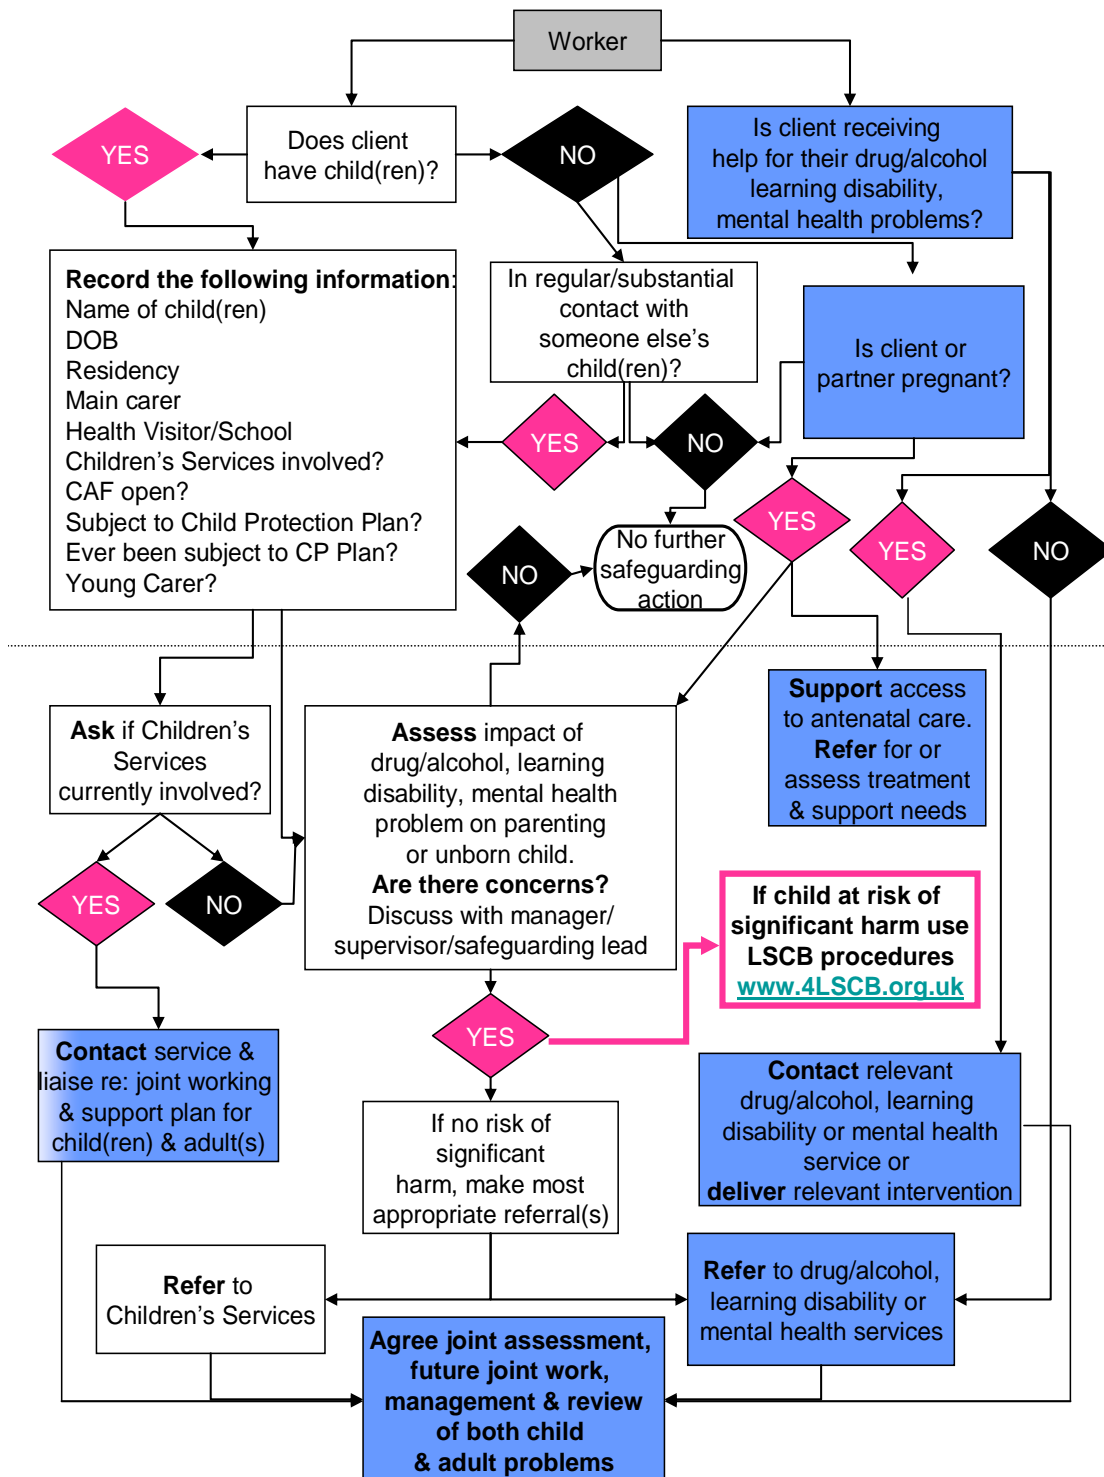 Worker
Does client
have child(ren)?
YES
NO
Is client receiving
help for their drug/alcohol
learning disability,
mental health problems?
Record the following information:
Name of child(ren)
DOB
Residency
Main carer
Health Visitor/School
Children’s Services involved?
CAF open?
Subject to Child Protection Plan?
Ever been subject to CP Plan?
Young Carer?
In regular/substantial
contact with
someone else’s
child(ren)?
Is client or
partner pregnant?
YES
NO
YES
YES
NO
NO
No further
safeguarding
action
Ask if Children’s
Services
currently involved?
YES
NO
Assess impact of
drug/alcohol, learning
disability, mental health
problem on parenting
or unborn child.
Are there concerns?
Discuss with manager/
supervisor/safeguarding lead
Support access
to antenatal care.
Refer for or
assess treatment
& support needs
If child at risk of
significant harm use
LSCB procedures
www.4LSCB.org.uk
YES
Contact service &
liaise re: joint working
& support plan for
child(ren) & adult(s)
If no risk of
significant
harm, make most
appropriate referral(s)
Contact relevant
drug/alcohol, learning
disability or mental health
service or
deliver relevant intervention
Refer to
Children’s Services
Refer to drug/alcohol,
learning disability or
mental health services
Agree joint assessment,
future joint work,
management & review
of both child
& adult problems